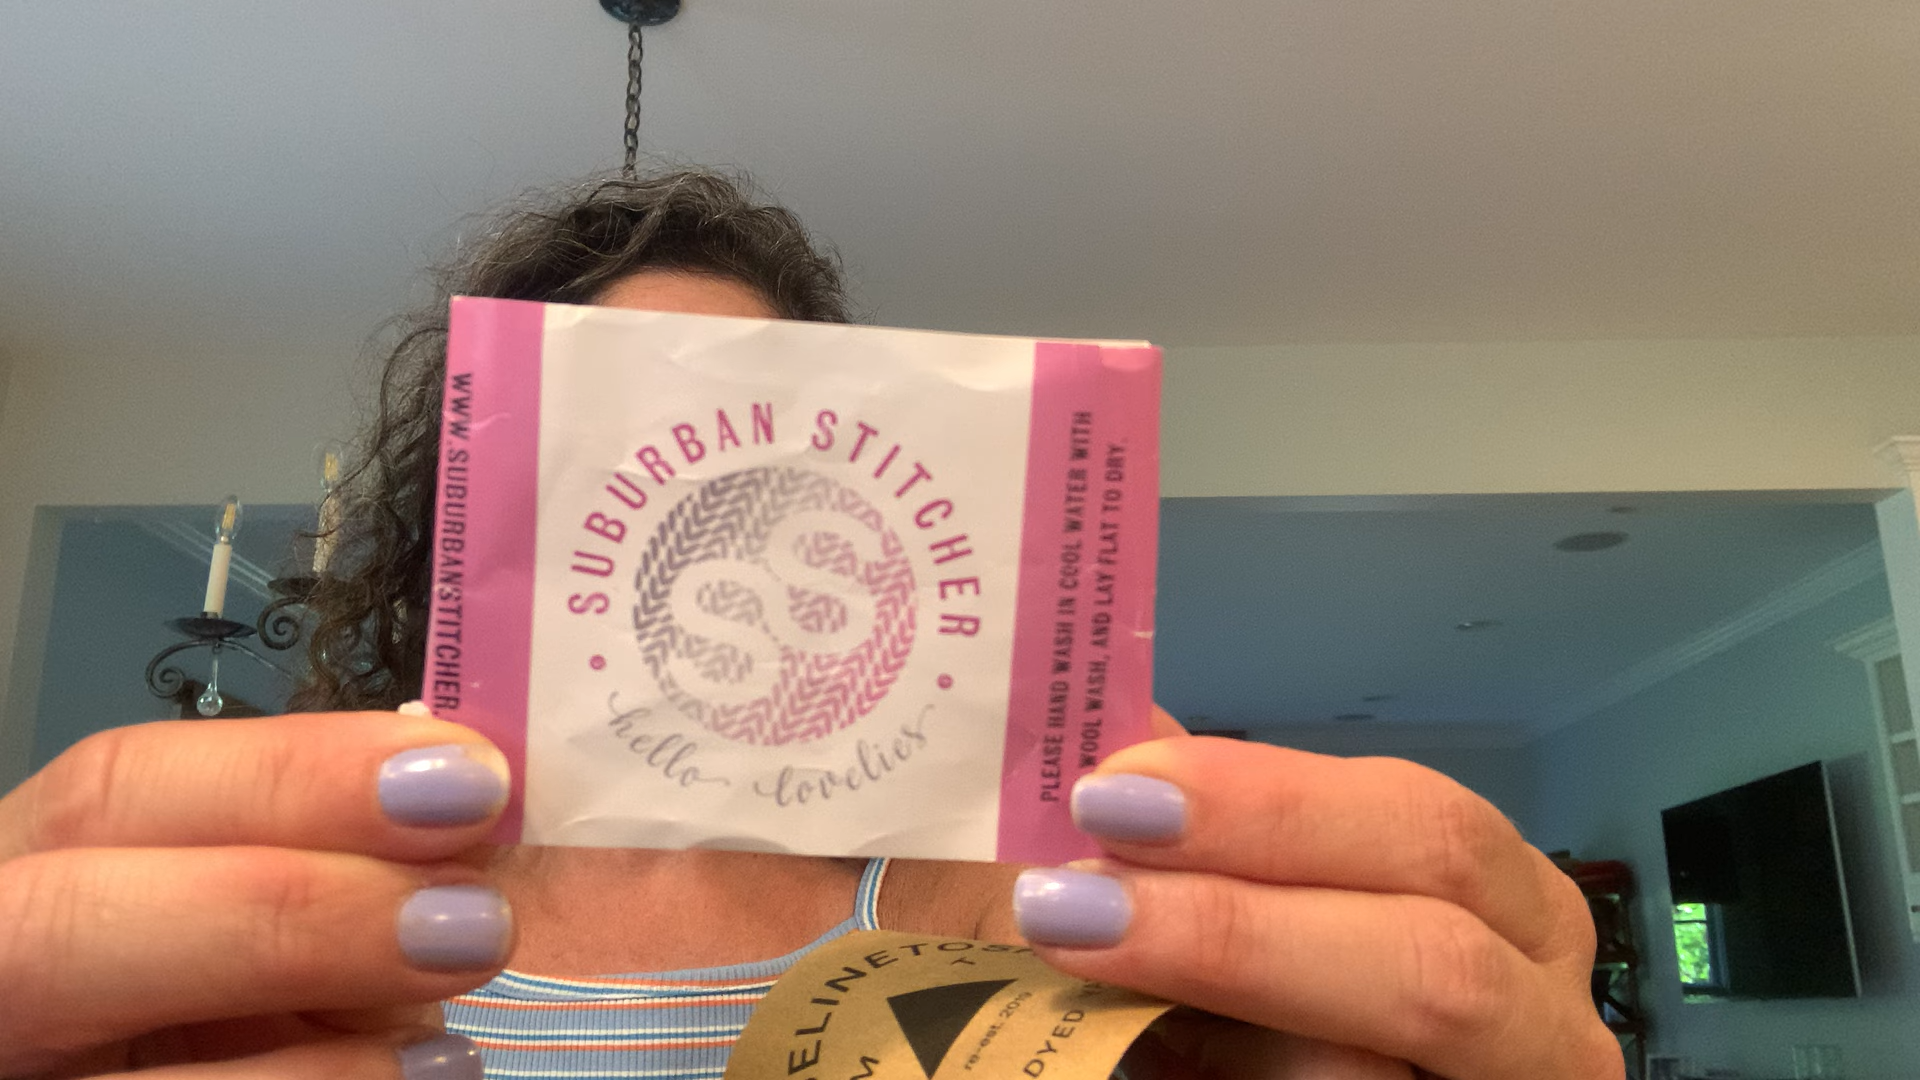 WWW.SUBURBANSTITCHER.
SUBURBAN STITCHER
SS
hello lovelies
PLEASE HAND WASH IN COOL WATER WITH
WOOL WASH, AND LAY FLAT TO DRY.
re-est. 2019
DYED